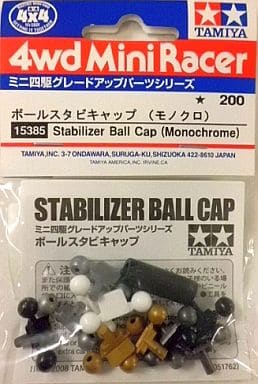 4x4
TAMIYA
4wd Mini Racer
ミニ四駆グレードアップパーツシリーズ
★ 200
ボールスタビキャップ (モノクロ)
15385 Stabilizer Ball Cap (Monochrome)
TAMIYA,INC. 3-7 ONDAWARA, SURUGA-KU, SHIZUOKA 422-8610 JAPAN
TAMIYA AMERICA, INC. IRVINE, CA
STABILIZER BALL CAP
ミニ四駆グレードアップパーツシリーズ
ボールスタビキャップ
TAMIYA
2008 TAMIYA